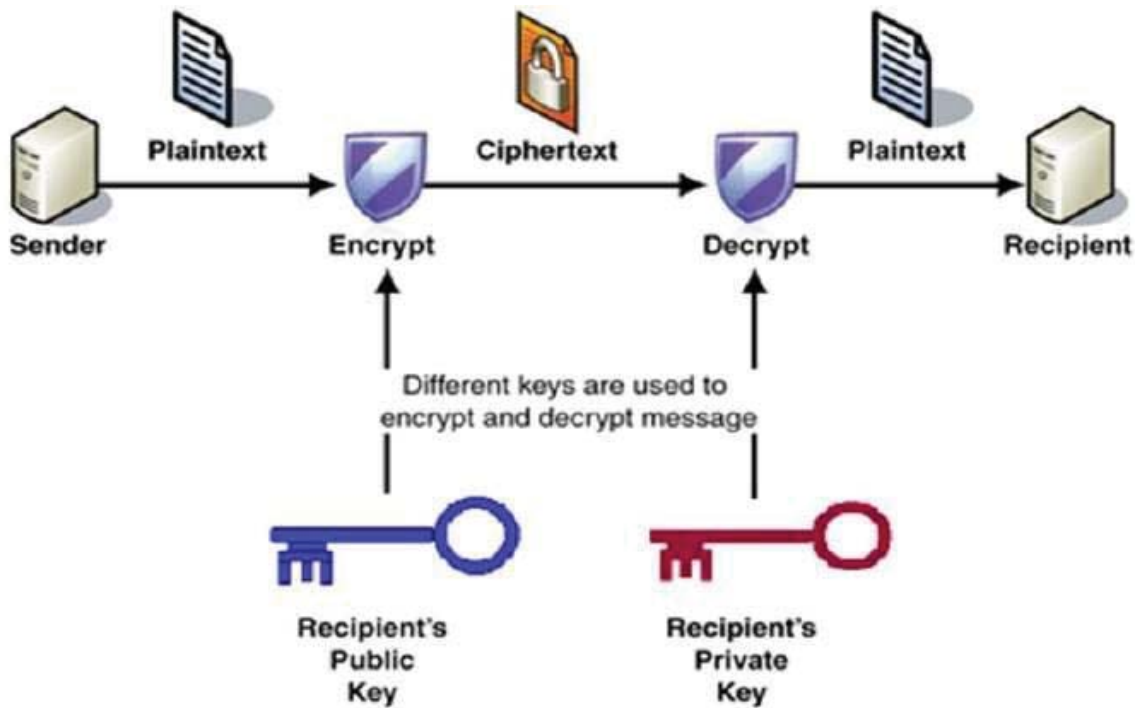 Plaintext
Ciphertext
Plaintext
Sender
Encrypt
Decrypt
Recipient
Different keys are used to
encrypt and decrypt message
Recipient's
Public
Key
Recipient's
Private
Key